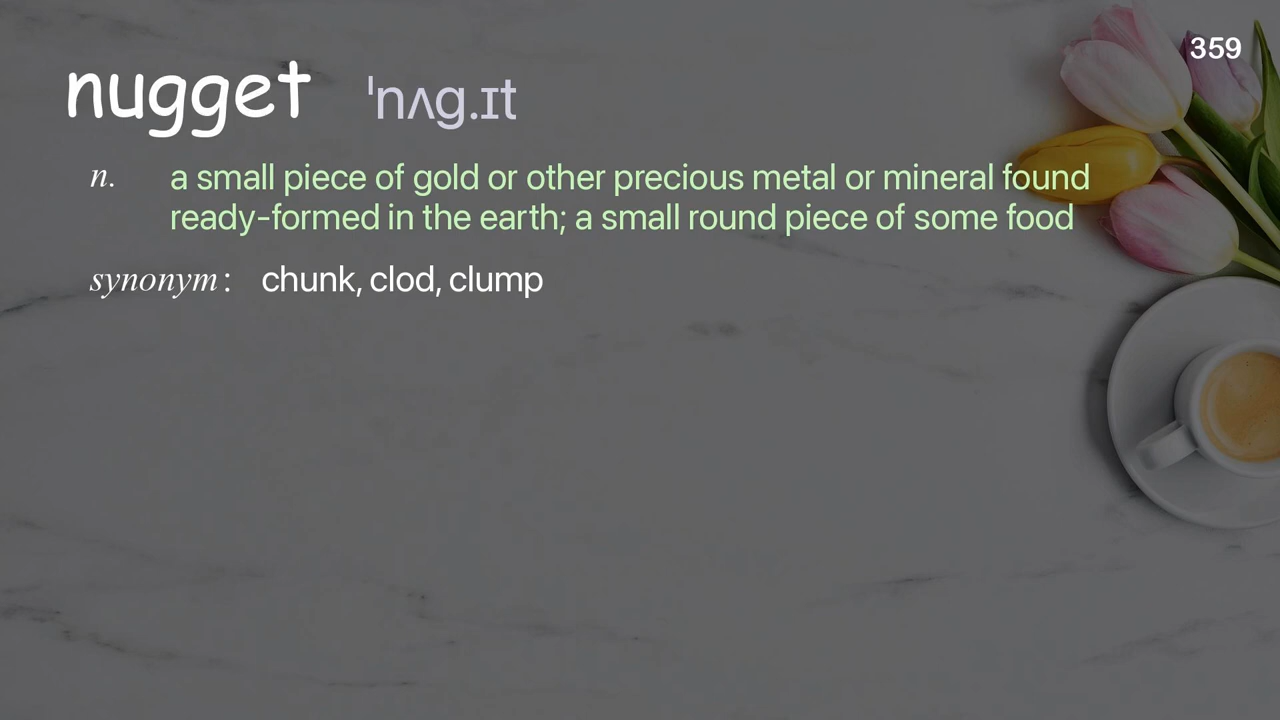 359
nugget ˈnʌg.ɪt
n. a small piece of gold or other precious metal or mineral found
ready-formed in the earth; a small round piece of some food
synonym: chunk, clod, clump